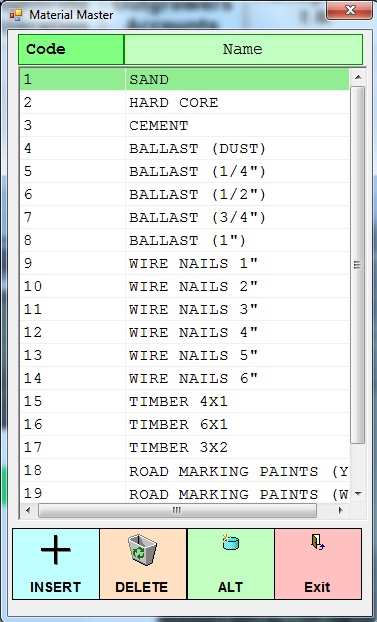 Outgrowers
Accounts
Material Master
Code Name
1 SAND
2 HARD CORE
3 CEMENT
4 BALLAST (DUST)
5 BALLAST (1/4")
6 BALLAST (1/2")
7 BALLAST (3/4")
8 BALLAST (1")
9 WIRE NAILS 1"
10 WIRE NAILS 2"
11 WIRE NAILS 3"
12 WIRE NAILS 4"
13 WIRE NAILS 5"
14 WIRE NAILS 6"
15 TIMBER 4X1
16 TIMBER 6X1
17 TIMBER 3X2
18 ROAD MARKING PAINTS (Y
19 ROAD MARKING PAINTS (W
INSERT DELETE ALT Exit